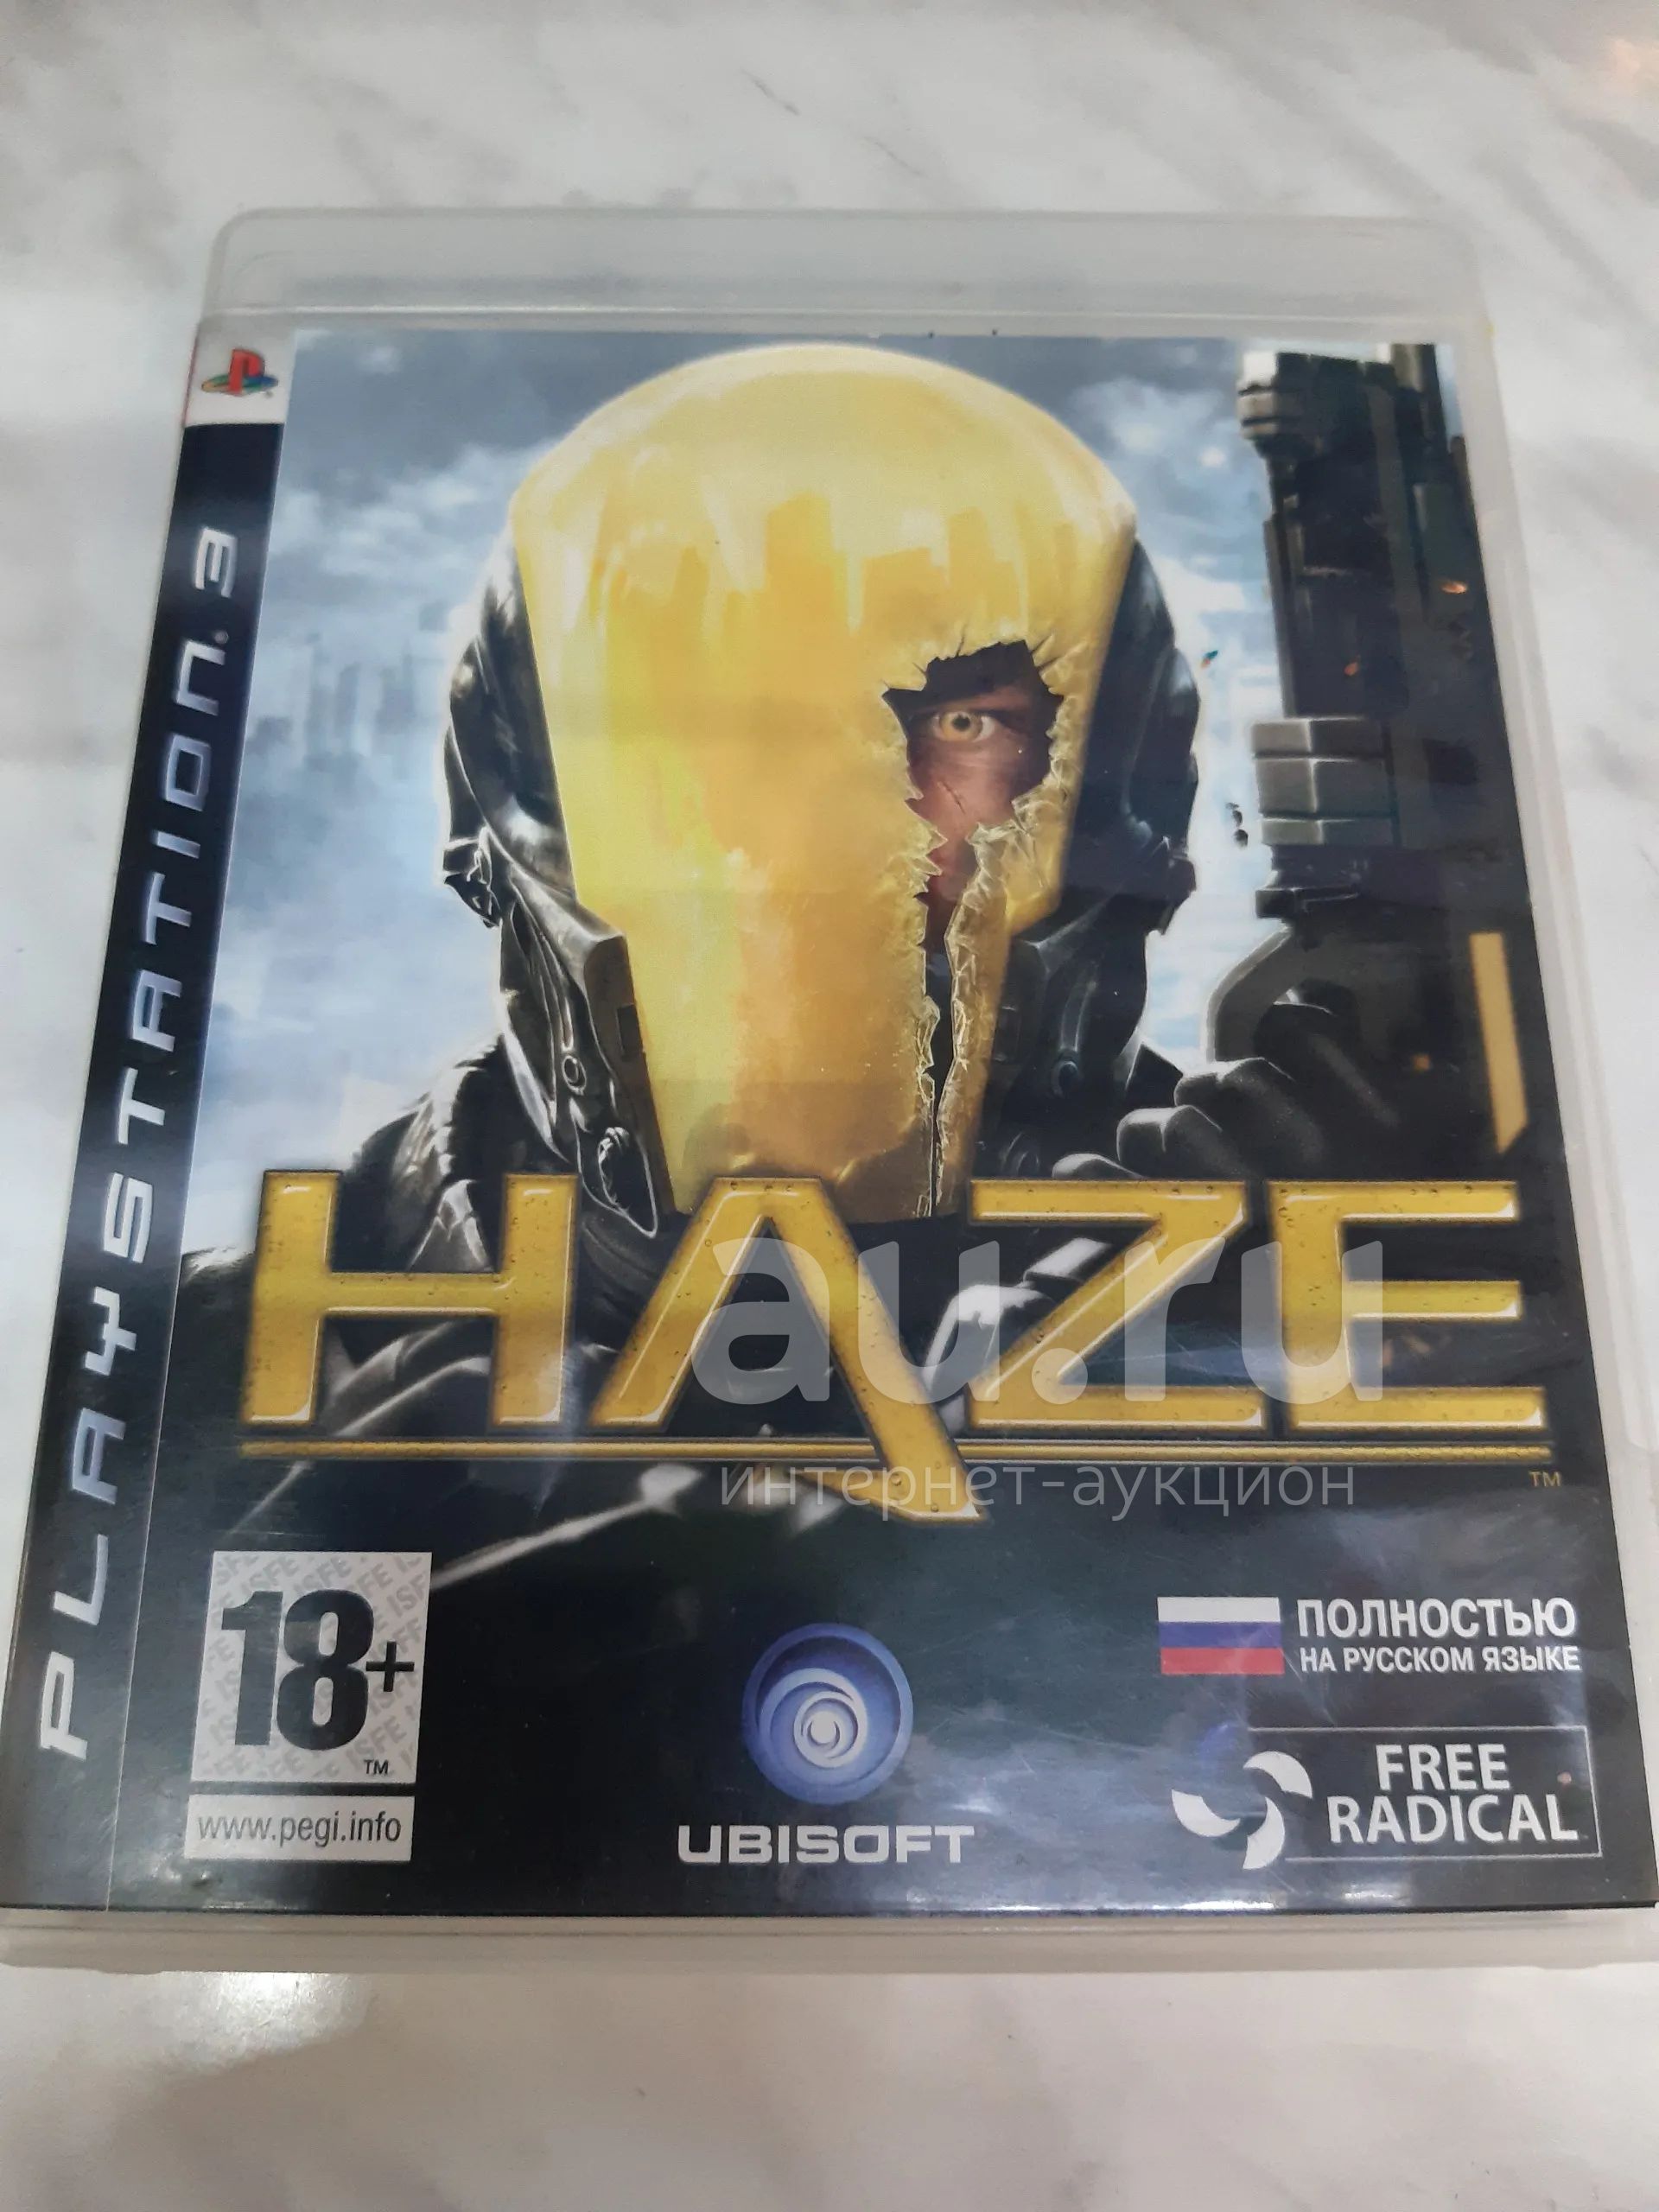 PLAYSTATION 3
HAZE
TM
au.ru
интернет-аукцион
18+
TM
www.pegi.info
UBISOFT
ПОЛНОСТЬЮ
НА РУССКОМ ЯЗЫКЕ
FREE
RADICAL